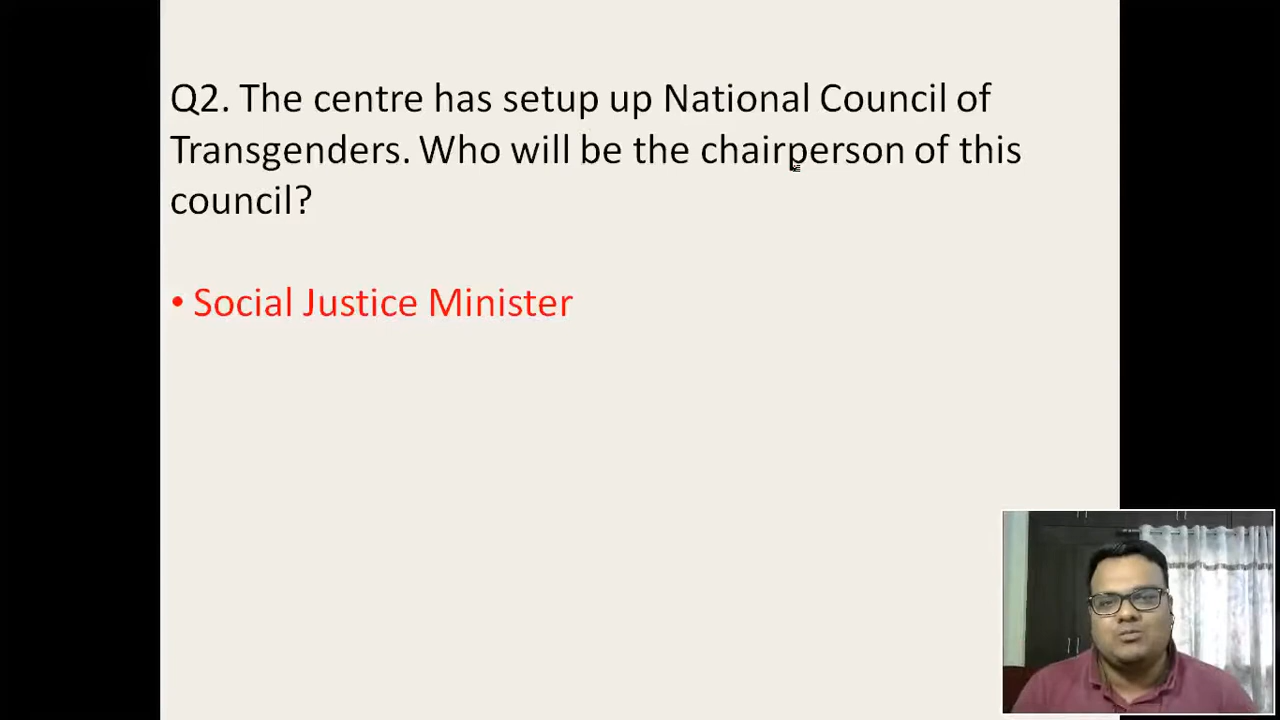 Q2. The centre has setup up National Council of
Transgenders. Who will be the chairperson of this
council?
• Social Justice Minister